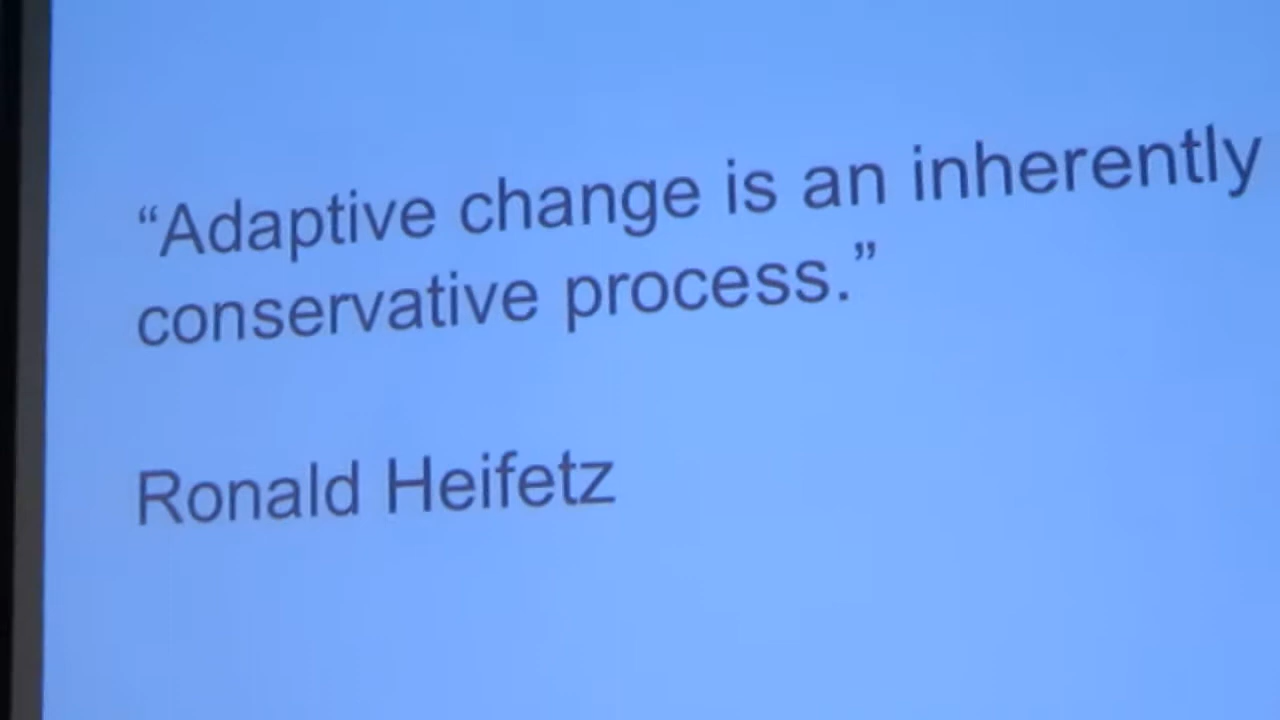 “Adaptive change is an inherently
conservative process.”
Ronald Heifetz